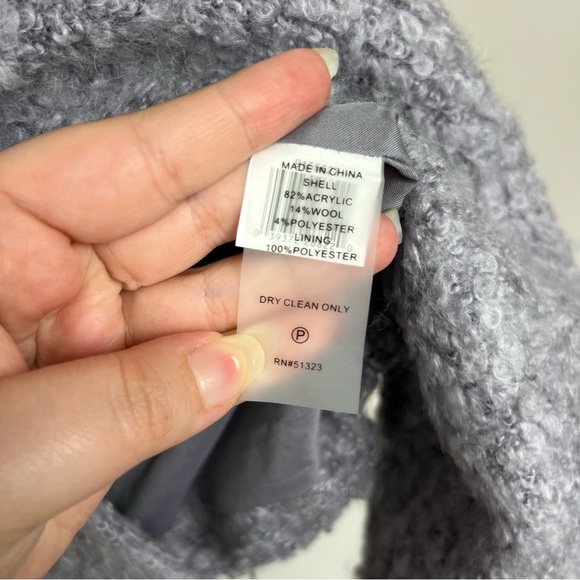 MADE IN CHINA
SHELL
82%ACRYLIC
14%WOOL
4%POLYESTER
LINING
100%POLYESTER
DRY CLEAN ONLY
P
RN#51323